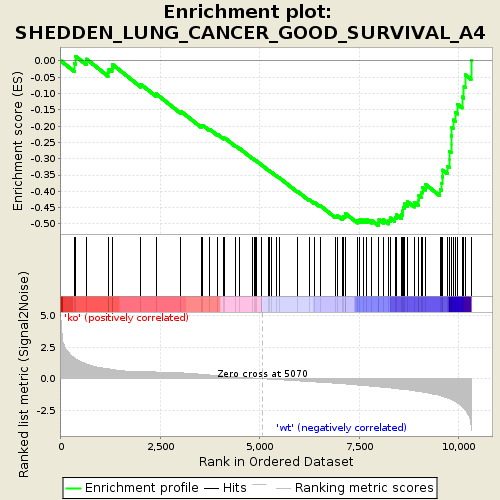 Enrichment plot:
SHEDDEN_LUNG_CANCER_GOOD_SURVIVAL_A4
Enrichment score (ES)
0.00
-0.05
-0.10
-0.15
-0.20
-0.25
-0.30
-0.35
-0.40
-0.45
-0.50
Ranked list metric (Signal2Noise)
5.0
2.5
0.0
-2.5
'ko' (positively correlated)
Zero cross at 5070
'wt' (negatively correlated)
0 2,500 5,000 7,500 10,000
Rank in Ordered Dataset
Enrichment profile Hits Ranking metric scores